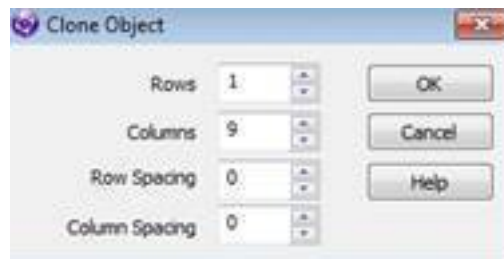 Clone Object
Rows 1 OK
Columns 9 Cancel
Row Spacing 0 Help
Column Spacing 0